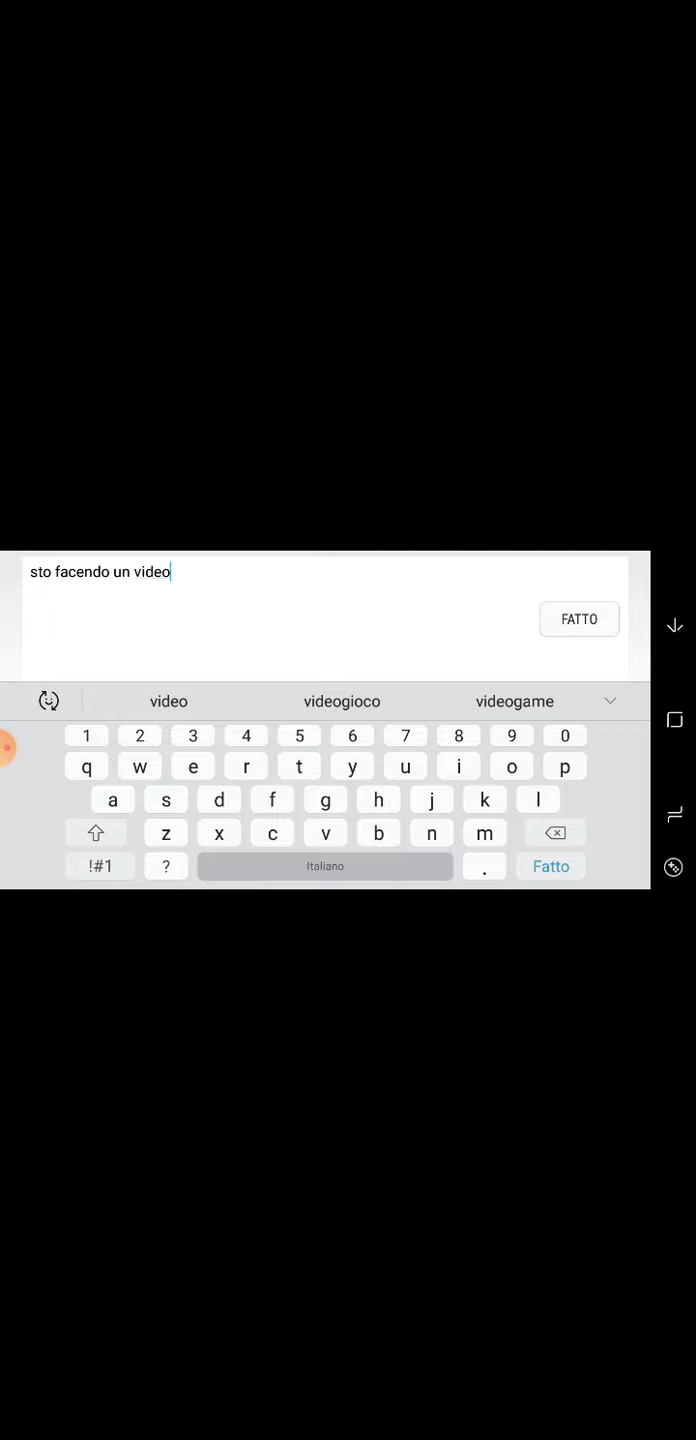 sto facendo un video
FATTO
video videogioco videogame
1 2 3 4 5 6 7 8 9 0
q w e r t y u i o p
a s d f g h j k l
z x c v b n m
!#1 ? Italiano . Fatto